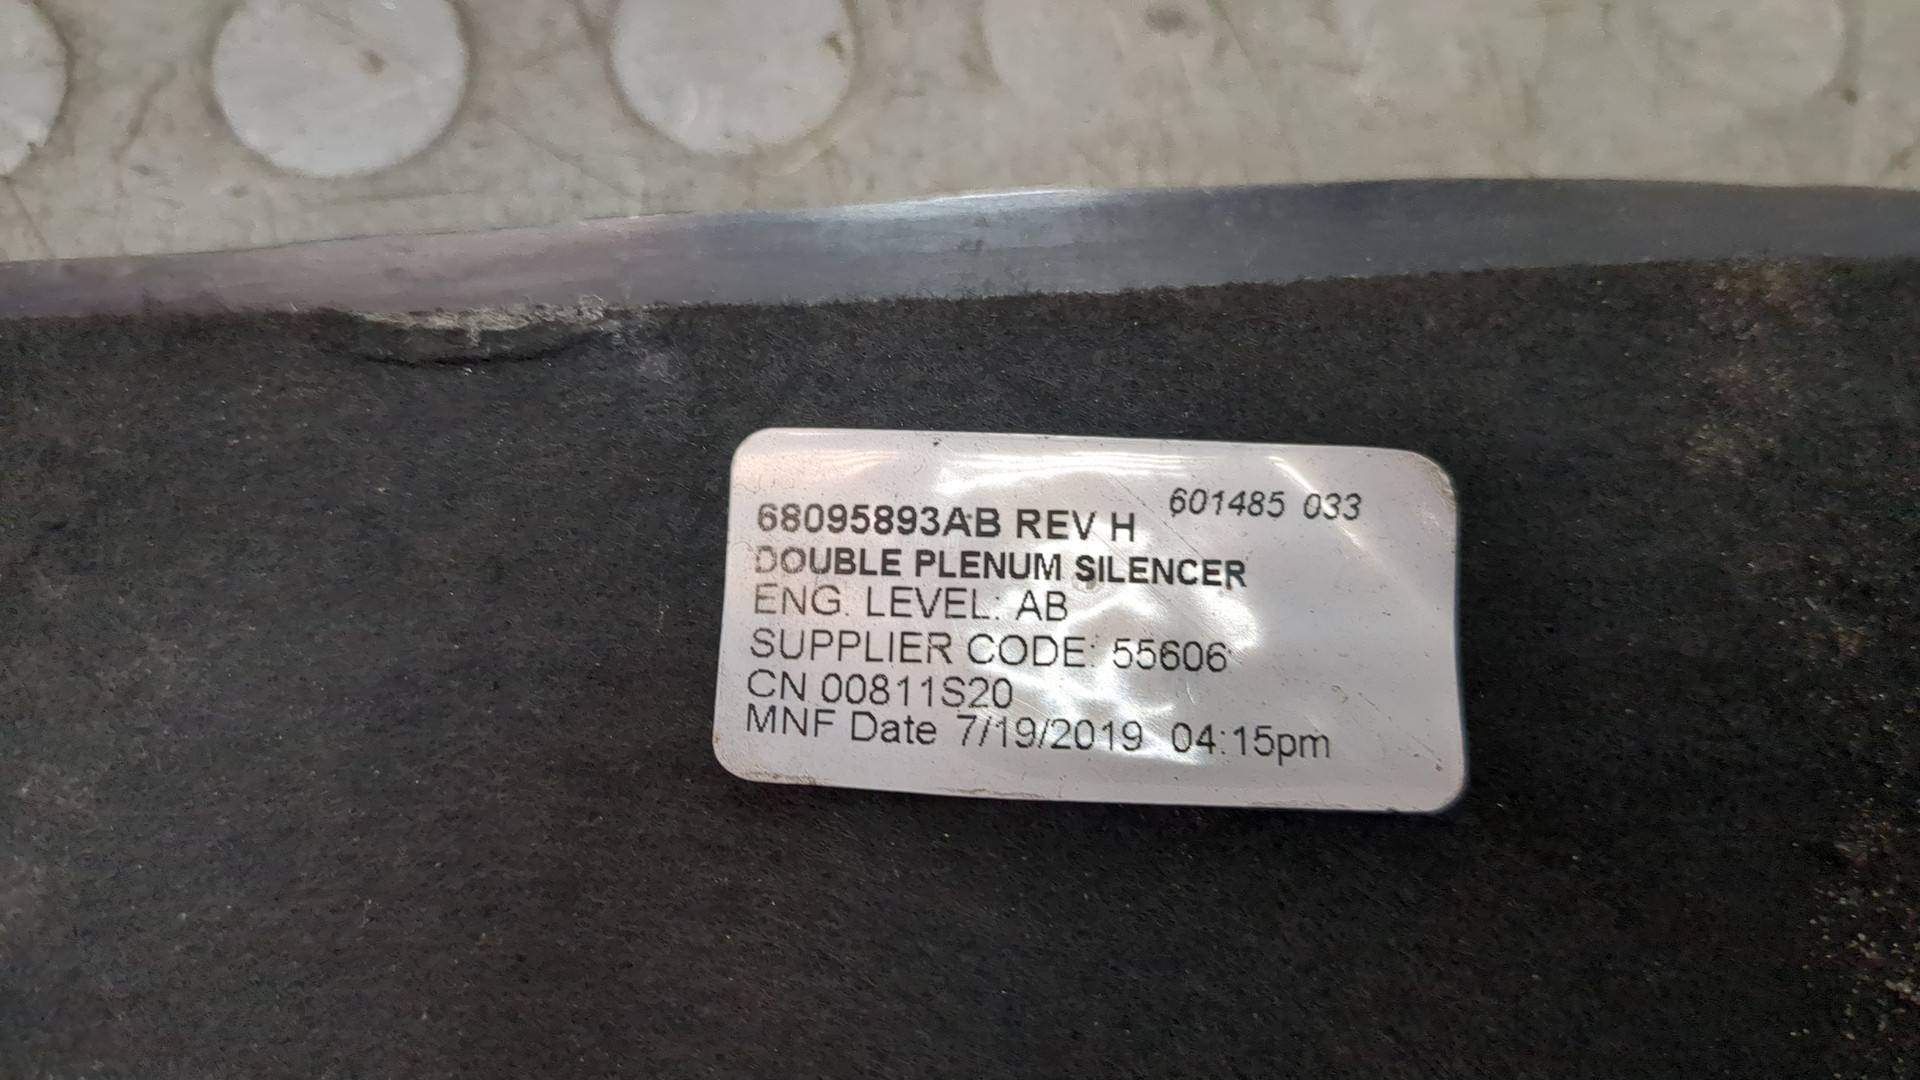 68095893AB REV H 601485 033
DOUBLE PLENUM SILENCER
ENG. LEVEL: AB
SUPPLIER CODE: 55606
CN 00811S20
MNF Date 7/19/2019 04:15pm